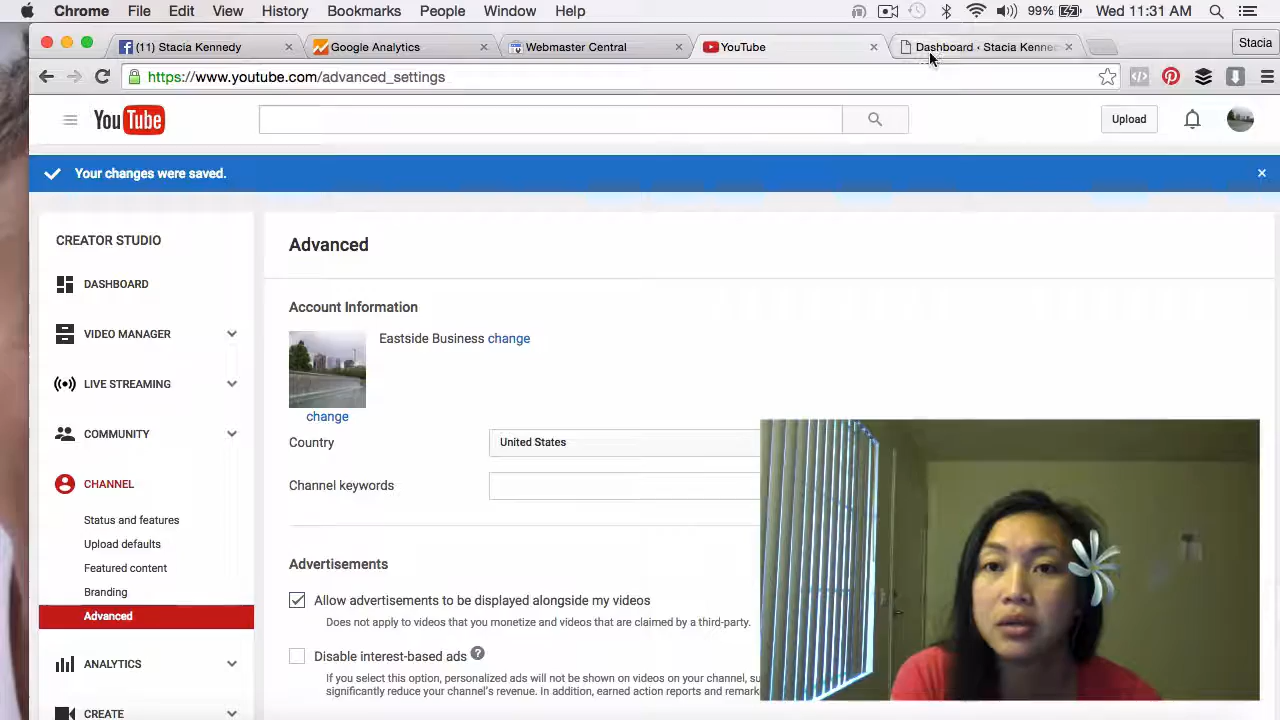 Chrome File Edit View History Bookmarks People Window Help 99% Wed 11:31 AM
(11) Stacia Kennedy Google Analytics Webmaster Central YouTube Dashboard · Stacia Kenne Stacia
https://www.youtube.com/advanced_settings
YouTube Upload
Your changes were saved.
CREATOR STUDIO
DASHBOARD
VIDEO MANAGER
LIVE STREAMING
COMMUNITY
CHANNEL
Status and features
Upload defaults
Featured content
Branding
Advanced
ANALYTICS
CREATE
Advanced
Account Information
Eastside Business change
change
Country United States
Channel keywords
Advertisements
Allow advertisements to be displayed alongside my videos
Does not apply to videos that you monetize and videos that are claimed by a third-party.
Disable interest-based ads ?
If you select this option, personalized ads will not be shown on videos on your channel, su
significantly reduce your channel's revenue. In addition, earned action reports and remark